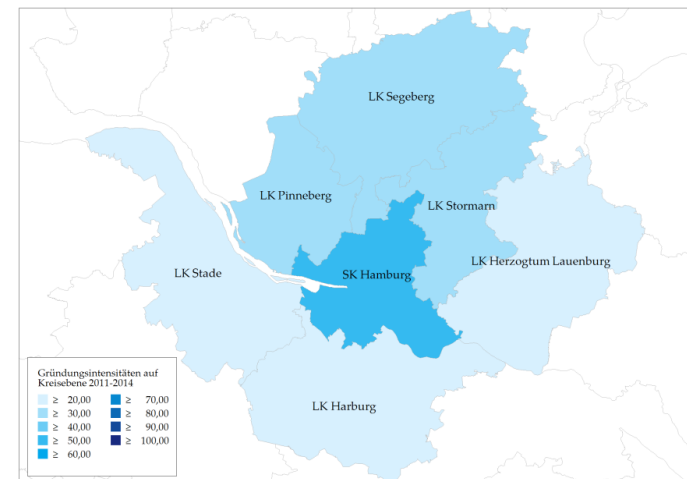 LK Segeberg
LK Pinneberg
LK Stormarn
LK Stade
SK Hamburg
LK Herzogtum Lauenburg
LK Harburg
Gründungsintensitäten auf
Kreisebene 2011-2014
≥ 20,00 ≥ 70,00
≥ 30,00 ≥ 80,00
≥ 40,00 ≥ 90,00
≥ 50,00 ≥ 100,00
≥ 60,00